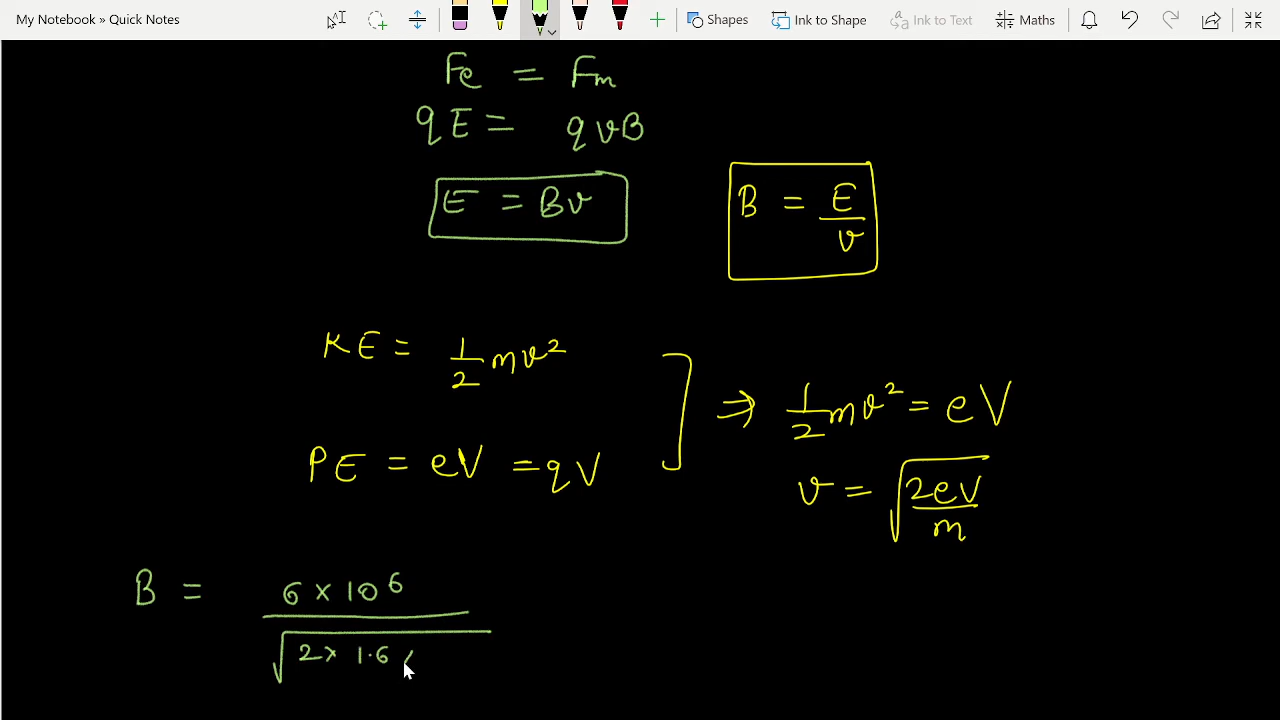 My Notebook » Quick Notes
Shapes
Ink to Shape
Ink to Text
Maths
Fe = Fm
qE = qvB
E = Bv
B = E/v
KE = 1/2 mv²
PE = eV = qV
⇒ 1/2 mv² = eV
v = √(2eV/m)
B = 6 × 10⁶
√2 × 1.6